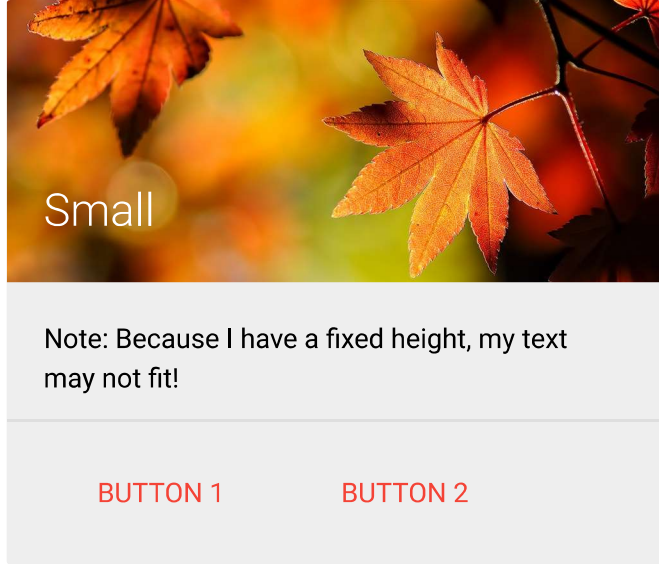 Small
Note: Because I have a fixed height, my text
may not fit!
BUTTON 1
BUTTON 2